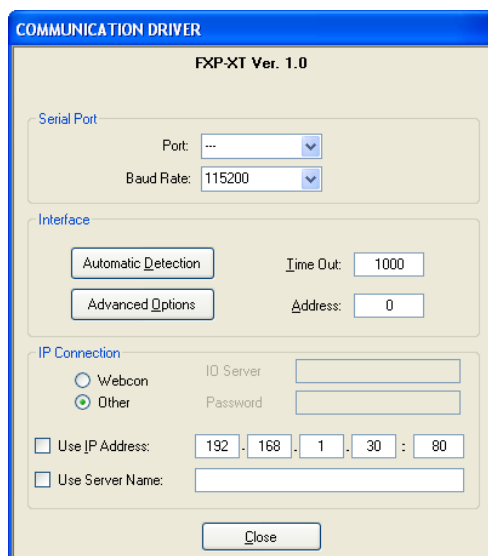 COMMUNICATION DRIVER
FXP-XT Ver. 1.0
Serial Port
Port: ---
Baud Rate: 115200
Interface
Automatic Detection Time Out: 1000
Advanced Options Address: 0
IP Connection
Webcon IO Server
Other Password
Use IP Address: 192 . 168 . 1 . 30 : 80
Use Server Name:
Close